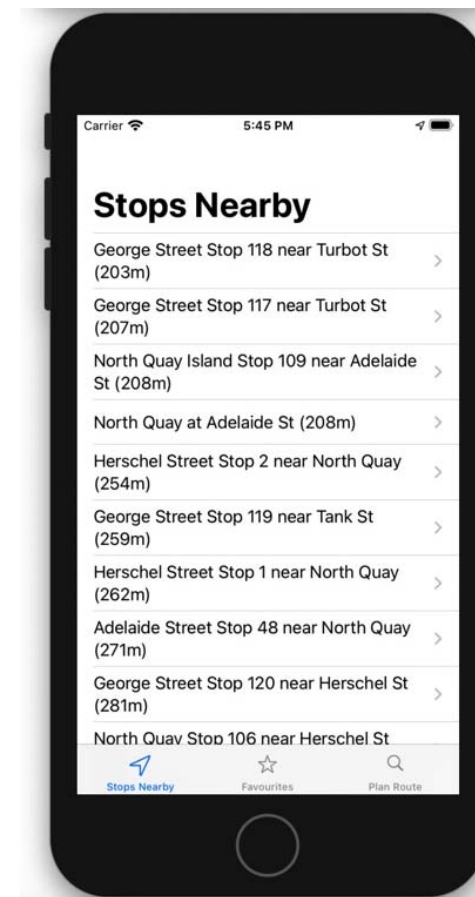 Carrier
5:45 PM
Stops Nearby
George Street Stop 118 near Turbot St
(203m)
George Street Stop 117 near Turbot St
(207m)
North Quay Island Stop 109 near Adelaide
St (208m)
North Quay at Adelaide St (208m)
Herschel Street Stop 2 near North Quay
(254m)
George Street Stop 119 near Tank St
(259m)
Herschel Street Stop 1 near North Quay
(262m)
Adelaide Street Stop 48 near North Quay
(271m)
George Street Stop 120 near Herschel St
(281m)
North Quay Stop 106 near Herschel St
Stops Nearby
Favourites
Plan Route